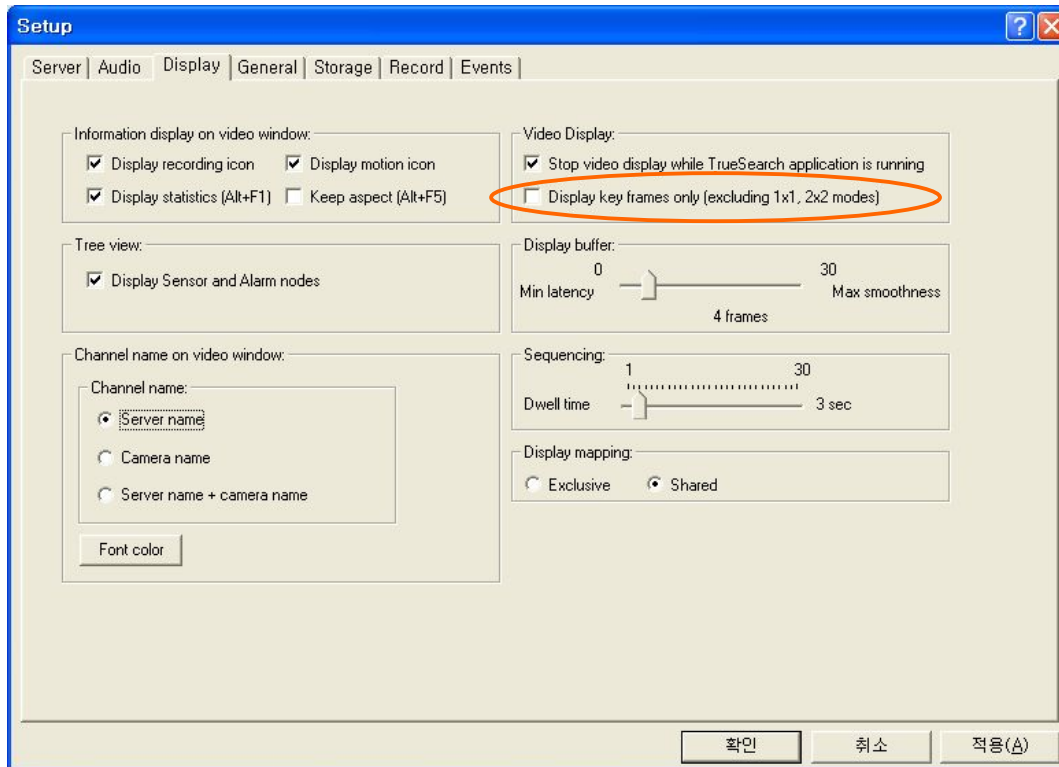 Setup
Server | Audio | Display | General | Storage | Record | Events
Information display on video window:
Display recording icon
Display motion icon
Display statistics (Alt+F1)
Keep aspect (Alt+F5)
Tree view:
Display Sensor and Alarm nodes
Channel name on video window:
Channel name:
Server name
Camera name
Server name + camera name
Font color
Video Display:
Stop video display while TrueSearch application is running
Display key frames only (excluding 1x1, 2x2 modes)
Display buffer:
0 30
Min latency Max smoothness
4 frames
Sequencing:
1 30
Dwell time 3 sec
Display mapping:
Exclusive Shared
확인 취소 적용(A)